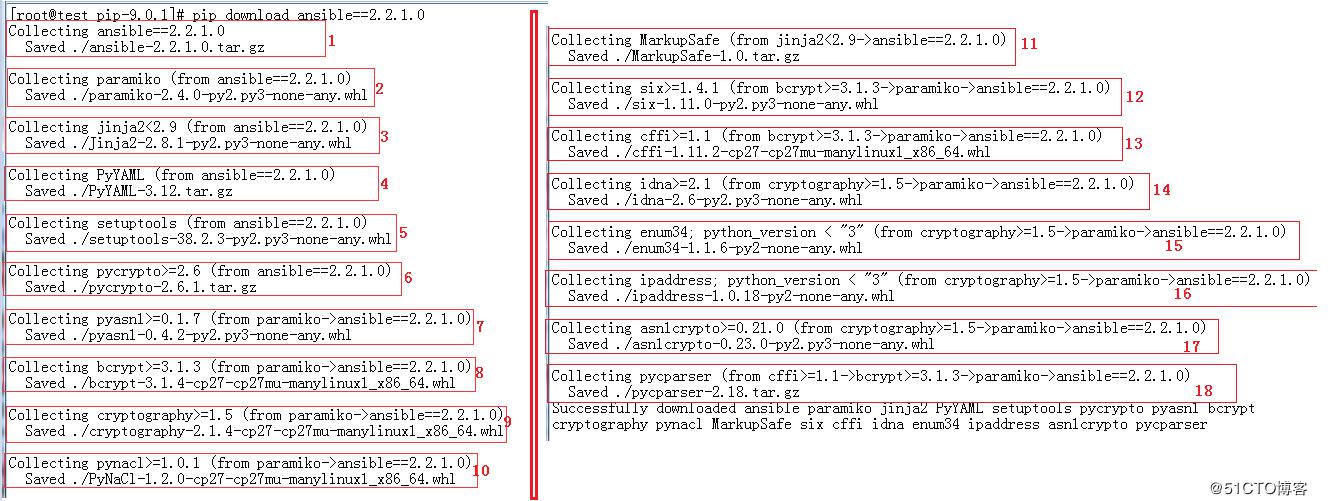 [root@test pip-9.0.1]# pip download ansible==2.2.1.0
Collecting ansible==2.2.1.0
Saved ./ansible-2.2.1.0.tar.gz
1
Collecting paramiko (from ansible==2.2.1.0)
Saved ./paramiko-2.4.0-py2.py3-none-any.whl
2
Collecting jinja2<2.9 (from ansible==2.2.1.0)
Saved ./Jinja2-2.8.1-py2.py3-none-any.whl
3
Collecting PyYAML (from ansible==2.2.1.0)
Saved ./PyYAML-3.12.tar.gz
4
Collecting setuptools (from ansible==2.2.1.0)
Saved ./setuptools-38.2.3-py2.py3-none-any.whl
5
Collecting pycrypto>=2.6 (from ansible==2.2.1.0)
Saved ./pycrypto-2.6.1.tar.gz
6
Collecting pyasn1>=0.1.7 (from paramiko->ansible==2.2.1.0)
Saved ./pyasn1-0.4.2-py2.py3-none-any.whl
7
Collecting bcrypt>=3.1.3 (from paramiko->ansible==2.2.1.0)
Saved ./bcrypt-3.1.4-cp27-cp27mu-manylinux1_x86_64.whl
8
Collecting cryptography>=1.5 (from paramiko->ansible==2.2.1.0)
Saved ./cryptography-2.1.4-cp27-cp27mu-manylinux1_x86_64.whl
9
Collecting pynacl>=1.0.1 (from paramiko->ansible==2.2.1.0)
Saved ./PyNaCl-1.2.0-cp27-cp27mu-manylinux1_x86_64.whl
10
Collecting MarkupSafe (from jinja2<2.9->ansible==2.2.1.0)
Saved ./MarkupSafe-1.0.tar.gz
11
Collecting six>=1.4.1 (from bcrypt>=3.1.3->paramiko->ansible==2.2.1.0)
Saved ./six-1.11.0-py2.py3-none-any.whl
12
Collecting cffi>=1.1 (from bcrypt>=3.1.3->paramiko->ansible==2.2.1.0)
Saved ./cffi-1.11.2-cp27-cp27mu-manylinux1_x86_64.whl
13
Collecting idna>=2.1 (from cryptography>=1.5->paramiko->ansible==2.2.1.0)
Saved ./idna-2.6-py2.py3-none-any.whl
14
Collecting enum34; python_version < "3" (from cryptography>=1.5->paramiko->ansible==2.2.1.0)
Saved ./enum34-1.1.6-py2-none-any.whl
15
Collecting ipaddress; python_version < "3" (from cryptography>=1.5->paramiko->ansible==2.2.1.0)
Saved ./ipaddress-1.0.18-py2-none-any.whl
16
Collecting asn1crypto>=0.21.0 (from cryptography>=1.5->paramiko->ansible==2.2.1.0)
Saved ./asn1crypto-0.23.0-py2.py3-none-any.whl
17
Collecting pycparser (from cffi>=1.1->bcrypt>=3.1.3->paramiko->ansible==2.2.1.0)
Saved ./pycparser-2.18.tar.gz
18
Successfully downloaded ansible paramiko jinja2 PyYAML setuptools pycrypto pyasn1 bcrypt
cryptography pynacl MarkupSafe six cffi idna enum34 ipaddress asn1crypto pycparser
@51CTO博客